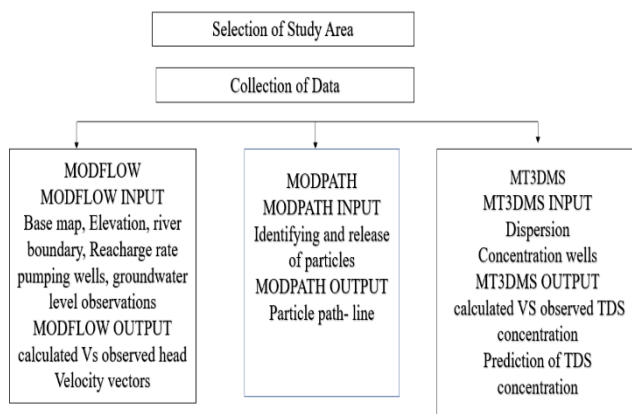 Selection of Study Area
Collection of Data
MODFLOW
MODFLOW INPUT
Base map, Elevation, river
boundary, Reacharge rate
pumping wells, groundwater
level observations
MODFLOW OUTPUT
calculated Vs observed head
Velocity vectors
MODPATH
MODPATH INPUT
Identifying and release
of particles
MODPATH OUTPUT
Particle path- line
MT3DMS
MT3DMS INPUT
Dispersion
Concentration wells
MT3DMS OUTPUT
calculated VS observed TDS
concentration
Prediction of TDS
concentration